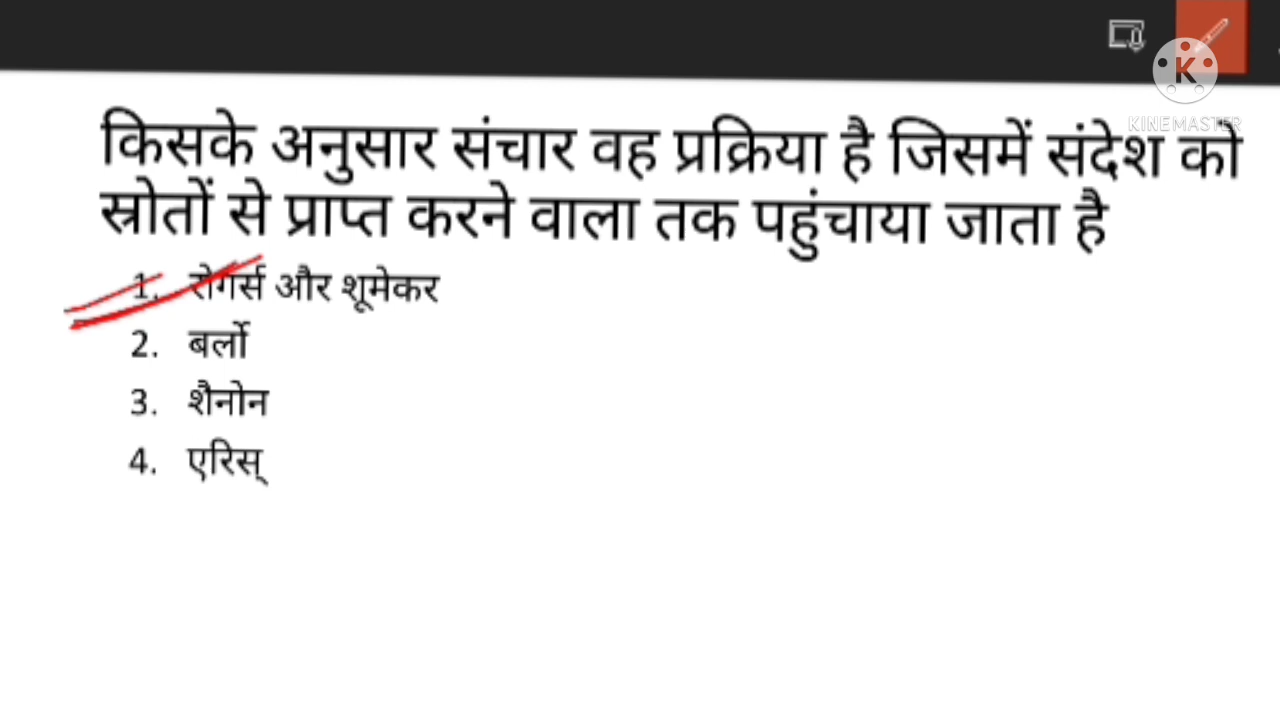 KINEMASTER
किसके अनुसार संचार वह प्रक्रिया है जिसमें संदेश को
स्रोतों से प्राप्त करने वाला तक पहुंचाया जाता है
1. रोगर्स और शूमेकर
2. बर्लो
3. शैनोन
4. एरिस्